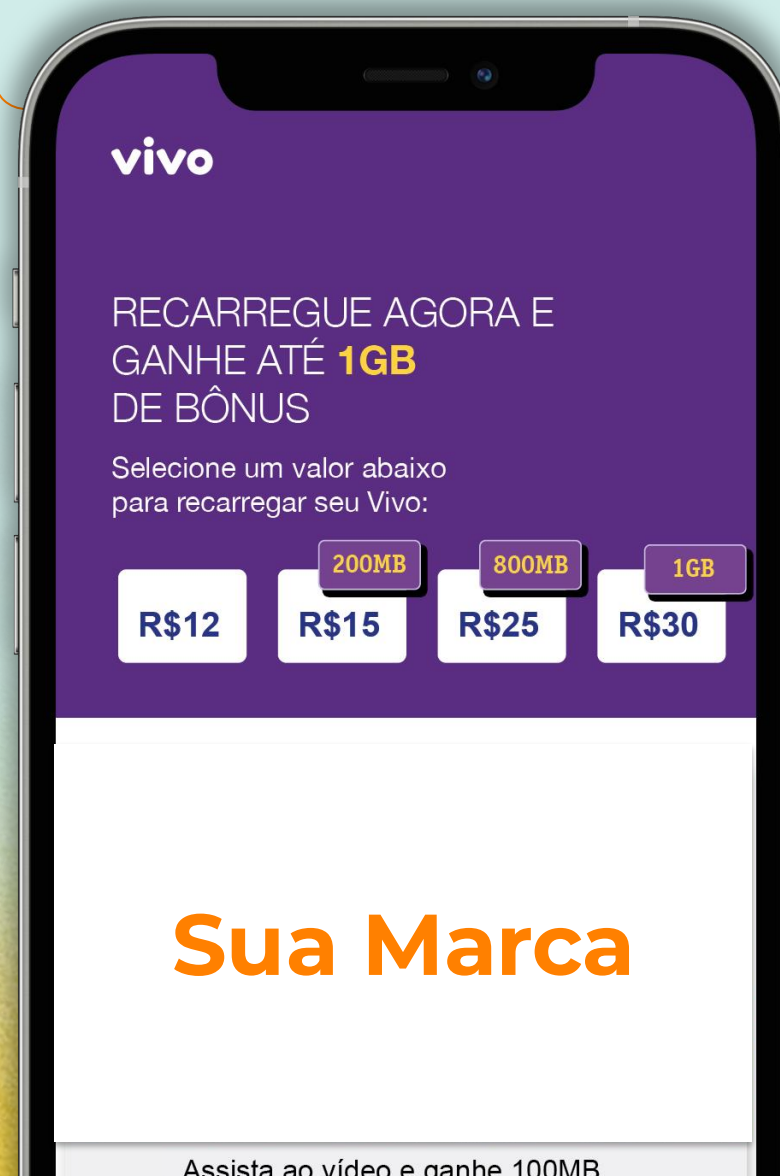 vivo
RECARREGUE AGORA E
GANHE ATÉ 1GB
DE BÔNUS
Selecione um valor abaixo
para recarregar seu Vivo:
200MB 800MB 1GB
R$12 R$15 R$25 R$30
Sua Marca
Assista ao vídeo e ganhe 100MB